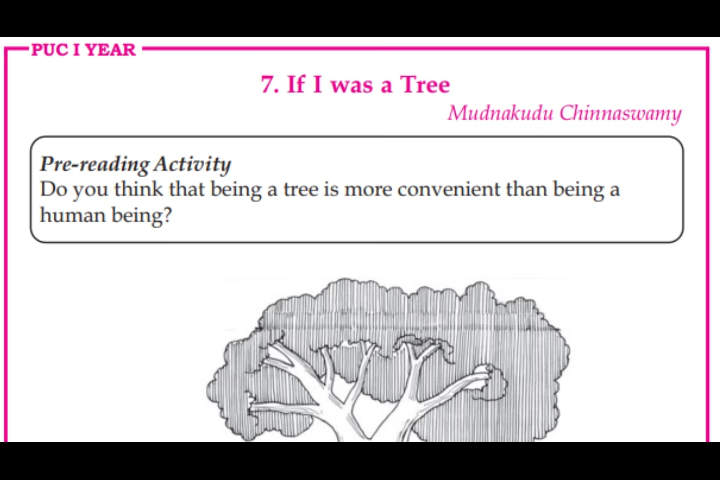 PUC I YEAR
7. If I was a Tree
Mudnakudu Chinnaswamy
Pre-reading Activity
Do you think that being a tree is more convenient than being a
human being?